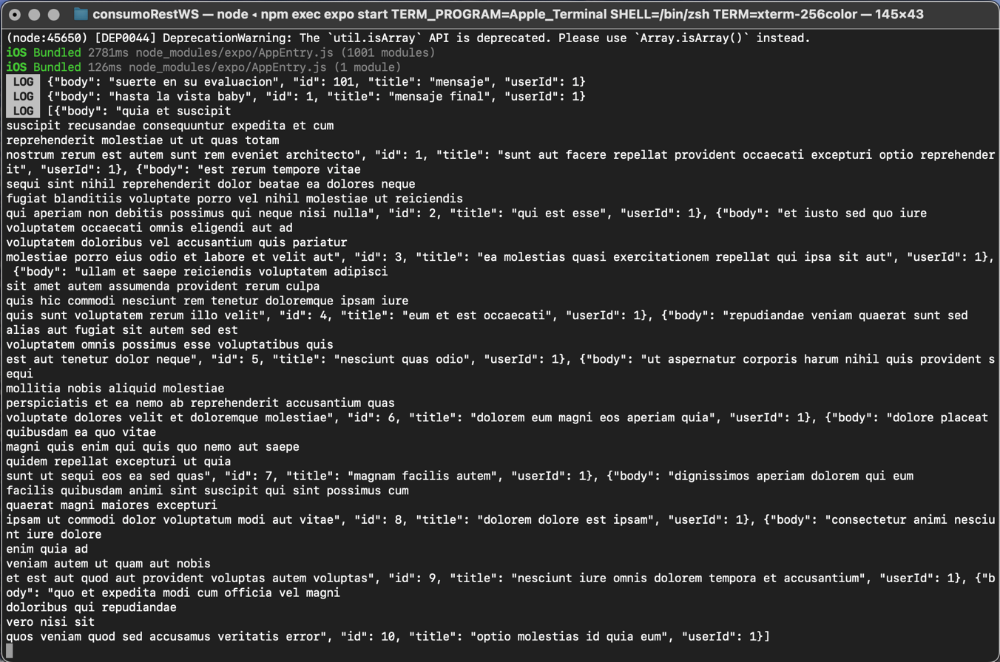 consumoRestWS — node ◂ npm exec expo start TERM_PROGRAM=Apple_Terminal SHELL=/bin/zsh TERM=xterm-256color — 145×43
(node:45650) [DEP0044] DeprecationWarning: The `util.isArray` API is deprecated. Please use `Array.isArray()` instead.
iOS Bundled 2781ms node_modules/expo/AppEntry.js (1001 modules)
iOS Bundled 126ms node_modules/expo/AppEntry.js (1 module)
LOG {"body": "suerte en su evaluacion", "id": 101, "title": "mensaje", "userId": 1}
LOG {"body": "hasta la vista baby", "id": 1, "title": "mensaje final", "userId": 1}
LOG [{"body": "quia et suscipit
suscipit recusandae consequuntur expedita et cum
reprehenderit molestiae ut ut quas totam
nostrum rerum est autem sunt rem eveniet architecto", "id": 1, "title": "sunt aut facere repellat provident occaecati excepturi optio reprehender
it", "userId": 1}, {"body": "est rerum tempore vitae
sequi sint nihil reprehenderit dolor beatae ea dolores neque
fugiat blanditiis voluptate porro vel nihil molestiae ut reiciendis
qui aperiam non debitis possimus qui neque nisi nulla", "id": 2, "title": "qui est esse", "userId": 1}, {"body": "et iusto sed quo iure
voluptatem occaecati omnis eligendi aut ad
voluptatem doloribus vel accusantium quis pariatur
molestiae porro eius odio et labore et velit aut", "id": 3, "title": "ea molestias quasi exercitationem repellat qui ipsa sit aut", "userId": 1},
{"body": "ullam et saepe reiciendis voluptatem adipisci
sit amet autem assumenda provident rerum culpa
quis hic commodi nesciunt rem tenetur doloremque ipsam iure
quis sunt voluptatem rerum illo velit", "id": 4, "title": "eum et est occaecati", "userId": 1}, {"body": "repudiandae veniam quaerat sunt sed
alias aut fugiat sit autem sed est
voluptatem omnis possimus esse voluptatibus quis
est aut tenetur dolor neque", "id": 5, "title": "nesciunt quas odio", "userId": 1}, {"body": "ut aspernatur corporis harum nihil quis provident s
equi
mollitia nobis aliquid molestiae
perspiciatis et ea nemo ab reprehenderit accusantium quas
voluptate dolores velit et doloremque molestiae", "id": 6, "title": "dolorem eum magni eos aperiam quia", "userId": 1}, {"body": "dolore placeat
quibusdam ea quo vitae
magni quis enim qui quis quo nemo aut saepe
quidem repellat excepturi ut quia
sunt ut sequi eos ea sed quas", "id": 7, "title": "magnam facilis autem", "userId": 1}, {"body": "dignissimos aperiam dolorem qui eum
facilis quibusdam animi sint suscipit qui sint possimus cum
quaerat magni maiores excepturi
ipsam ut commodi dolor voluptatum modi aut vitae", "id": 8, "title": "dolorem dolore est ipsam", "userId": 1}, {"body": "consectetur animi nesciu
nt iure dolore
enim quia ad
veniam autem ut quam aut nobis
et est aut quod aut provident voluptas autem voluptas", "id": 9, "title": "nesciunt iure omnis dolorem tempora et accusantium", "userId": 1}, {"b
ody": "quo et expedita modi cum officia vel magni
doloribus qui repudiandae
vero nisi sit
quos veniam quod sed accusamus veritatis error", "id": 10, "title": "optio molestias id quia eum", "userId": 1}]